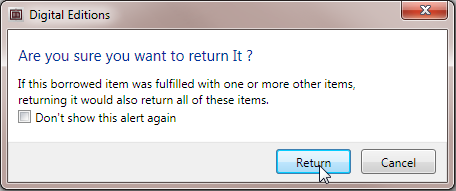 Digital Editions
Are you sure you want to return It ?
If this borrowed item was fulfilled with one or more other items,
returning it would also return all of these items.
Don't show this alert again
Return
Cancel